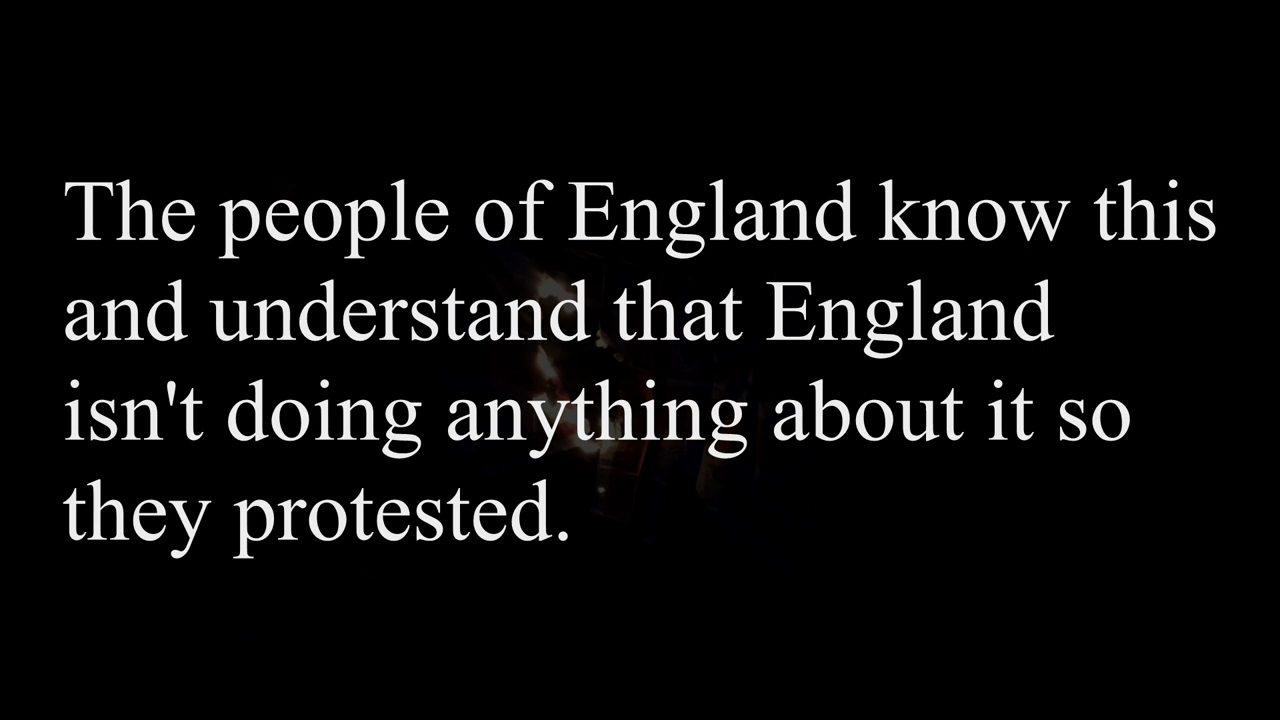 The people of England know this
and understand that England
isn't doing anything about it so
they protested.